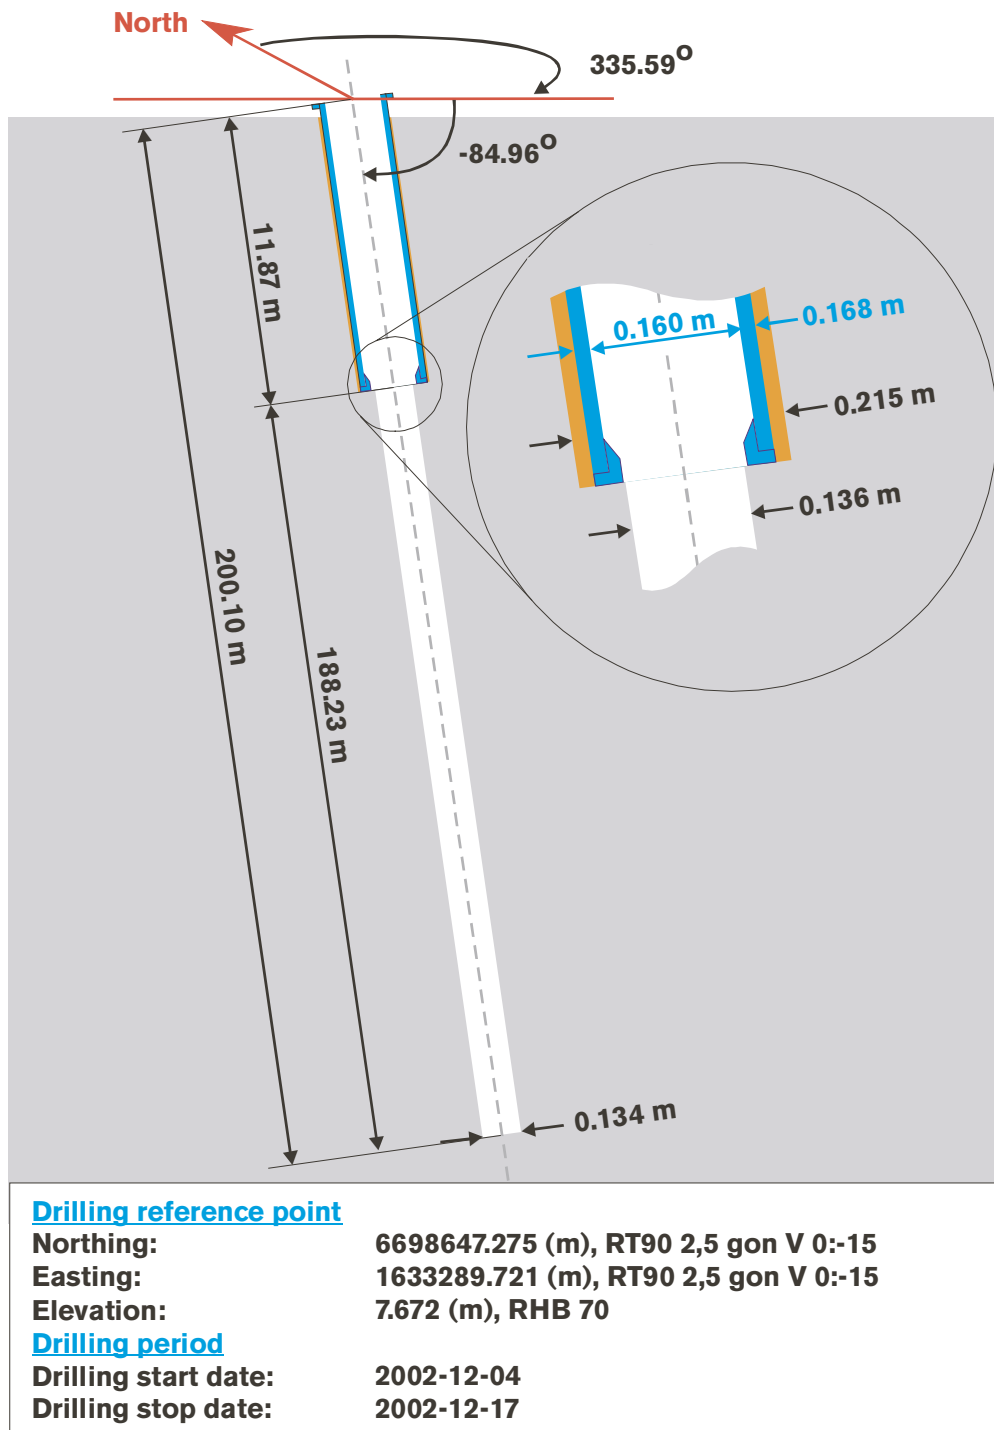 North
335.59°
-84.96°
11.87 m
0.160 m
0.168 m
0.215 m
0.136 m
200.10 m
188.23 m
0.134 m
Drilling reference point
Northing: 6698647.275 (m), RT90 2,5 gon V 0:-15
Easting: 1633289.721 (m), RT90 2,5 gon V 0:-15
Elevation: 7.672 (m), RHB 70
Drilling period
Drilling start date: 2002-12-04
Drilling stop date: 2002-12-17